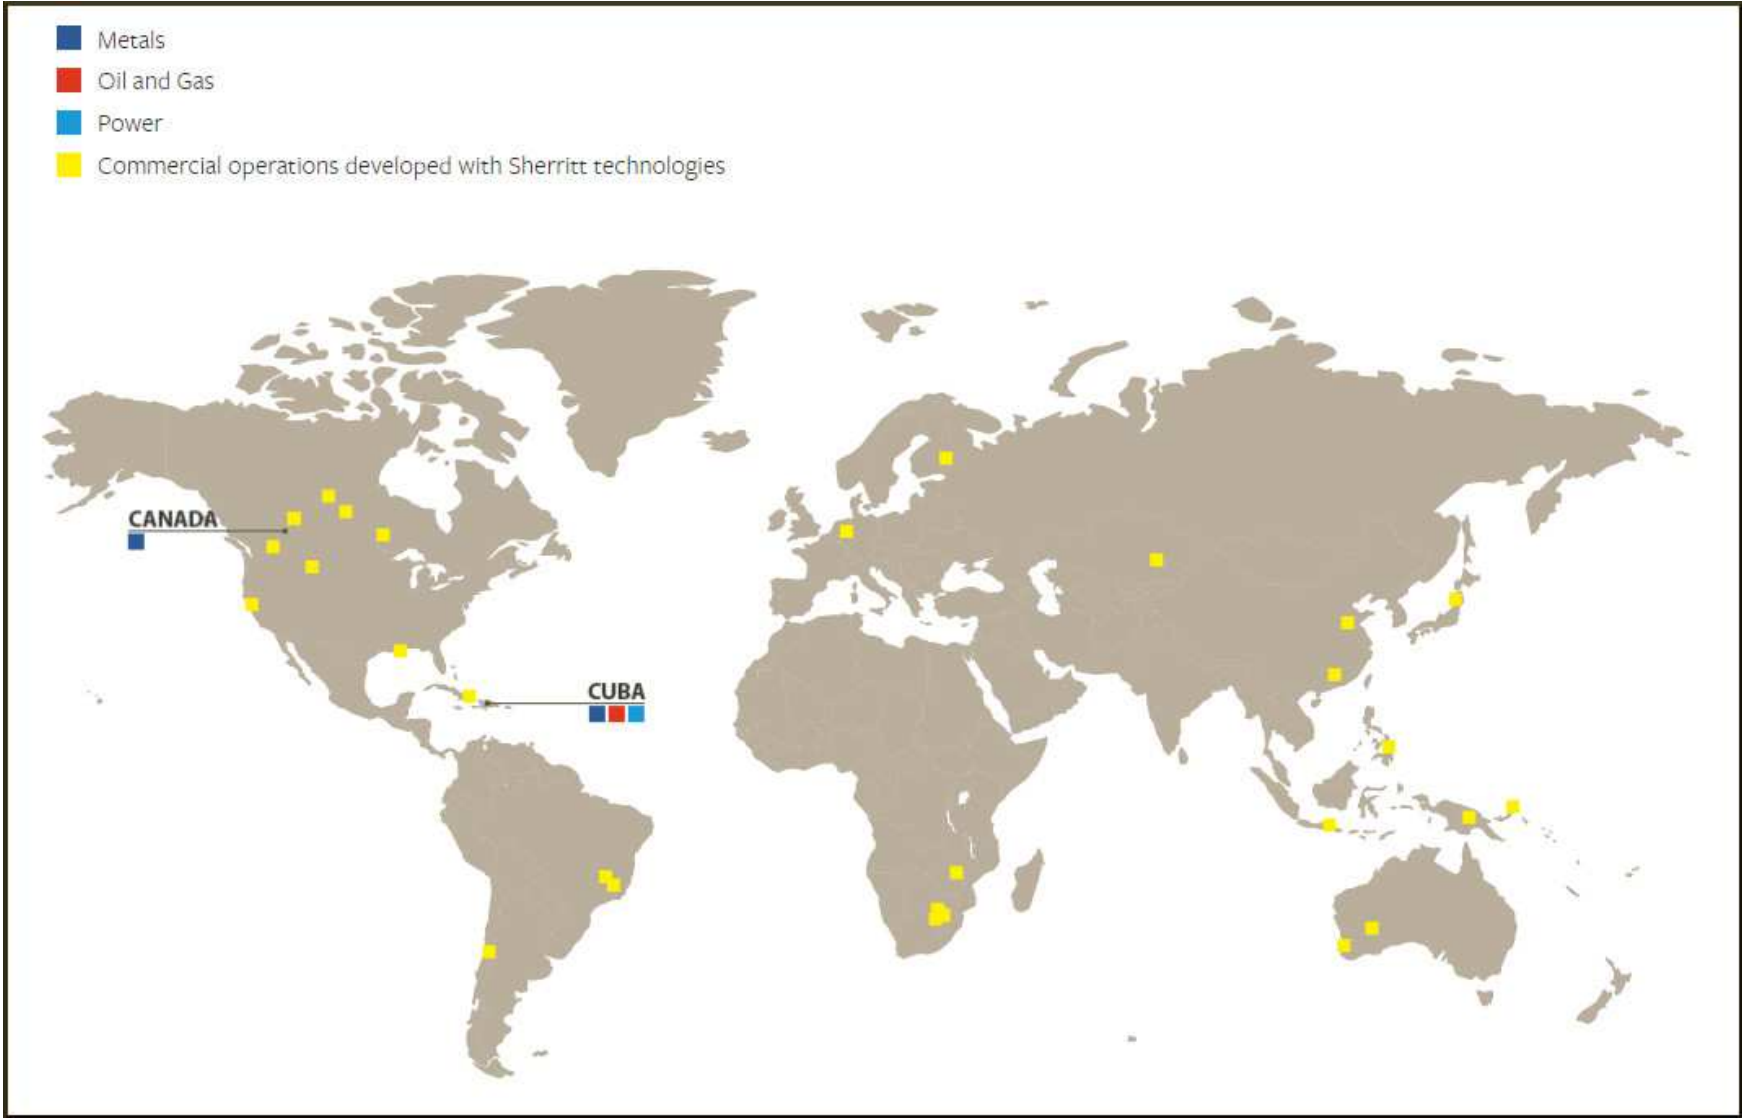 Metals
Oil and Gas
Power
Commercial operations developed with Sherritt technologies
CANADA
CUBA